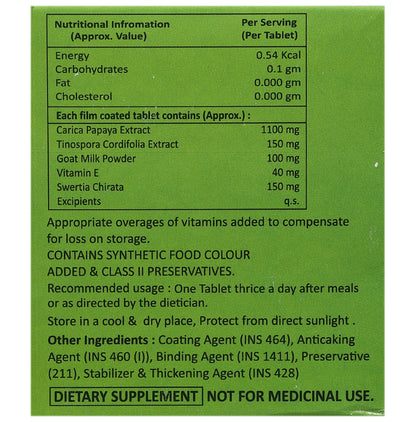 Nutritional Infromation Per Serving
(Approx. Value) (Per Tablet)
Energy 0.54 Kcal
Carbohydrates 0.1 gm
Fat 0.000 gm
Cholesterol 0.000 gm
Each film coated tablet contains (Approx.) :
Carica Papaya Extract 1100 mg
Tinospora Cordifolia Extract 150 mg
Goat Milk Powder 100 mg
Vitamin E 40 mg
Swertia Chirata 150 mg
Excipients q.s.
Appropriate overages of vitamins added to compensate
for loss on storage.
CONTAINS SYNTHETIC FOOD COLOUR
ADDED & CLASS II PRESERVATIVES.
Recommended usage : One Tablet thrice a day after meals
or as directed by the dietician.
Store in a cool & dry place, Protect from direct sunlight .
Other Ingredients : Coating Agent (INS 464), Anticaking
Agent (INS 460 (I)), Binding Agent (INS 1411), Preservative
(211), Stabilizer & Thickening Agent (INS 428)
DIETARY SUPPLEMENT NOT FOR MEDICINAL USE.